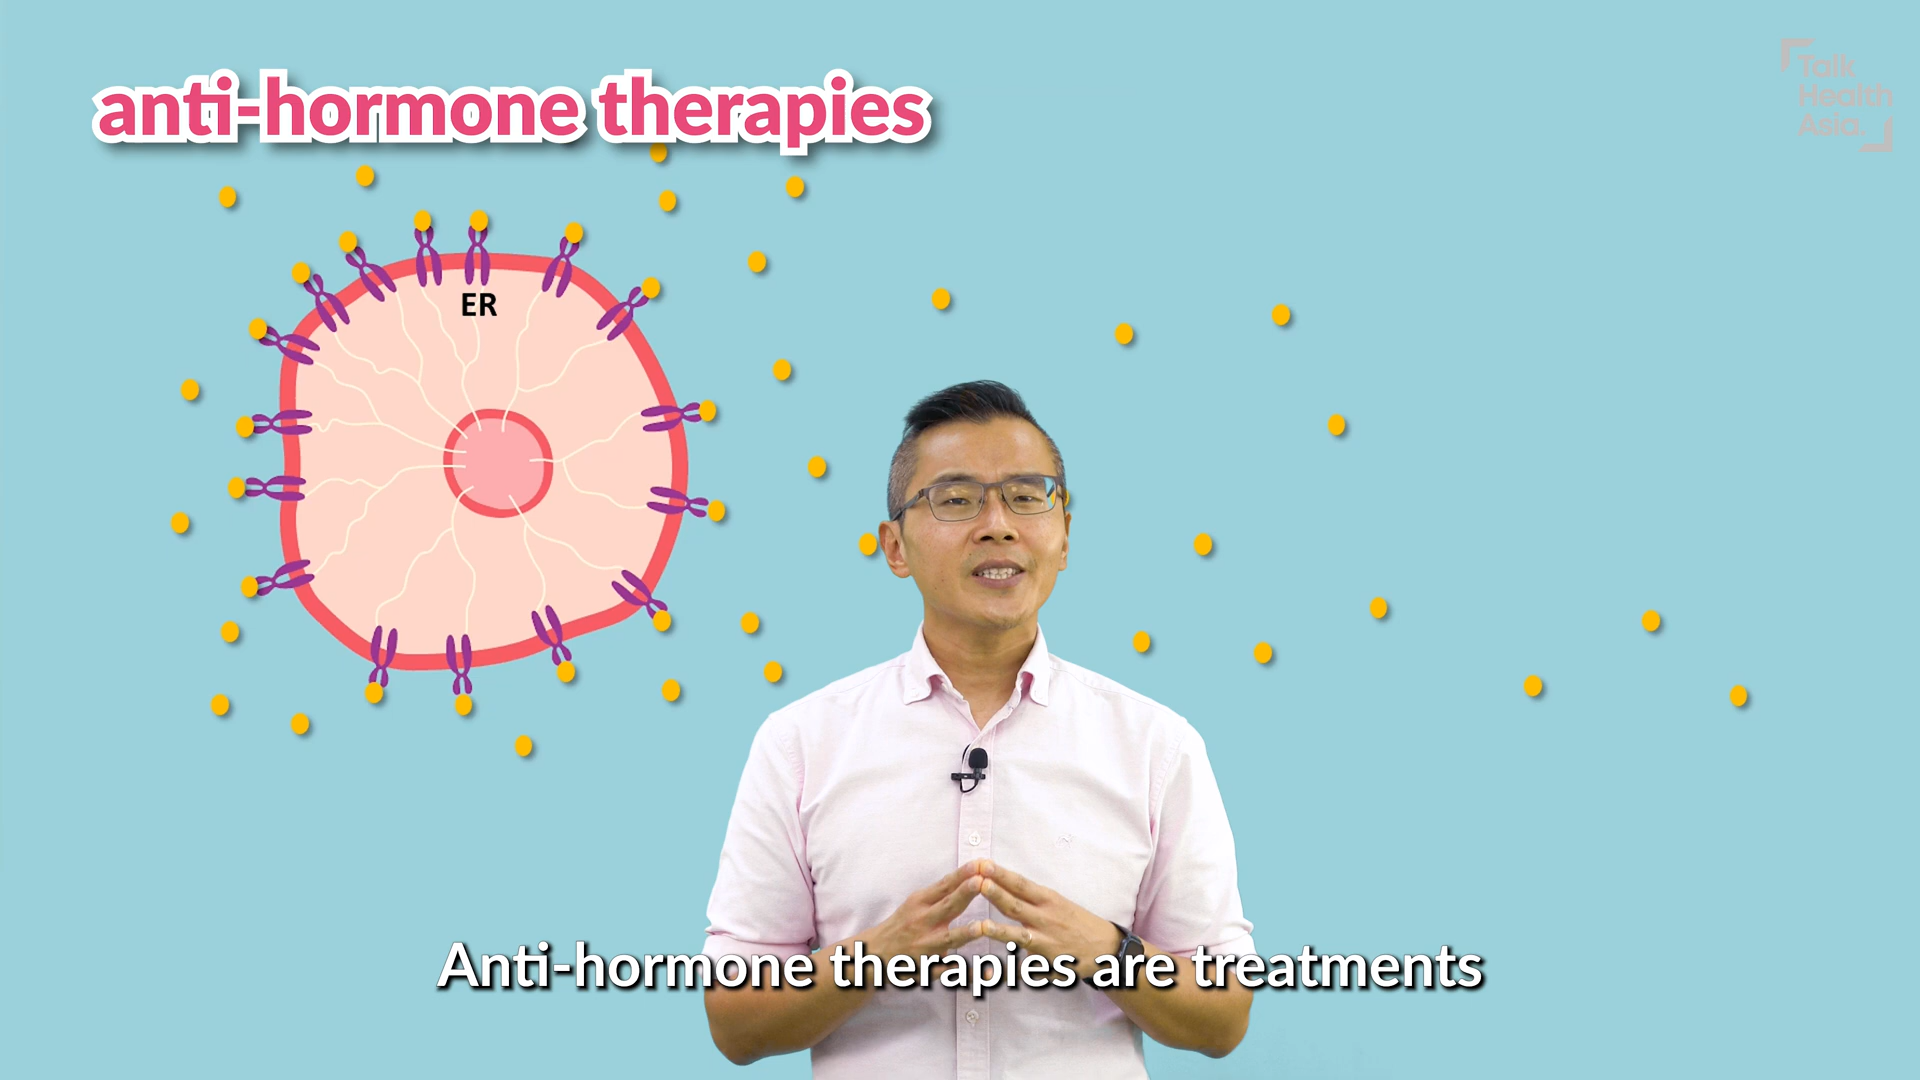 anti-hormone therapies
Talk
Health
Asia.
ER
Anti-hormone therapies are treatments